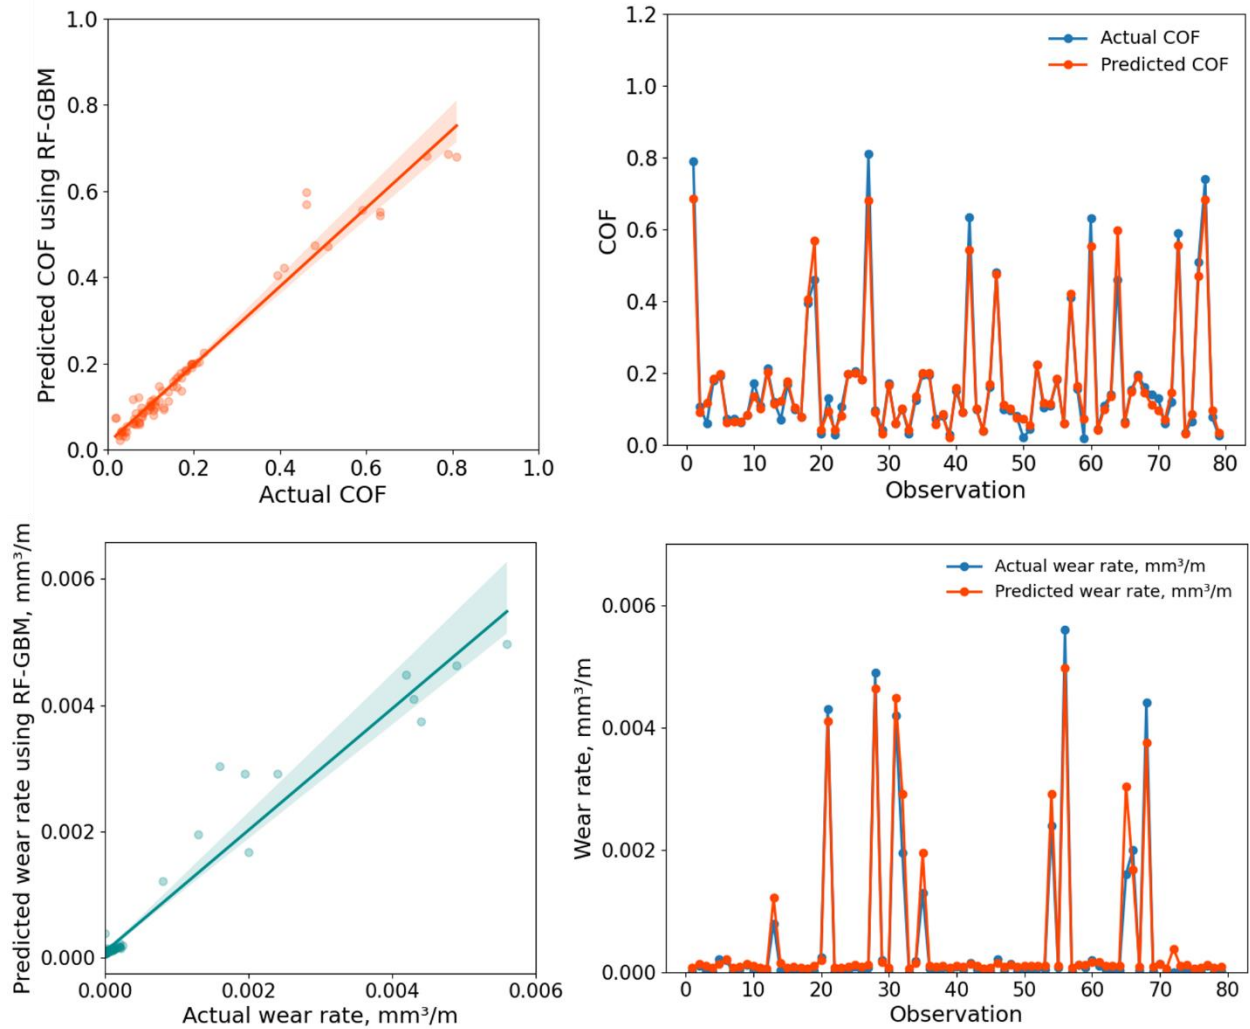 Predicted COF using RF-GBM
1.0
0.8
0.6
0.4
0.2
0.0
0.0 0.2 0.4 0.6 0.8 1.0
Actual COF
COF
1.2
1.0
0.8
0.6
0.4
0.2
0.0
Actual COF
Predicted COF
0 10 20 30 40 50 60 70 80
Observation
Predicted wear rate using RF-GBM, mm³/m
0.006
0.004
0.002
0.000
0.000 0.002 0.004 0.006
Actual wear rate, mm³/m
Wear rate, mm³/m
0.006
0.004
0.002
0.000
Actual wear rate, mm³/m
Predicted wear rate, mm³/m
0 10 20 30 40 50 60 70 80
Observation